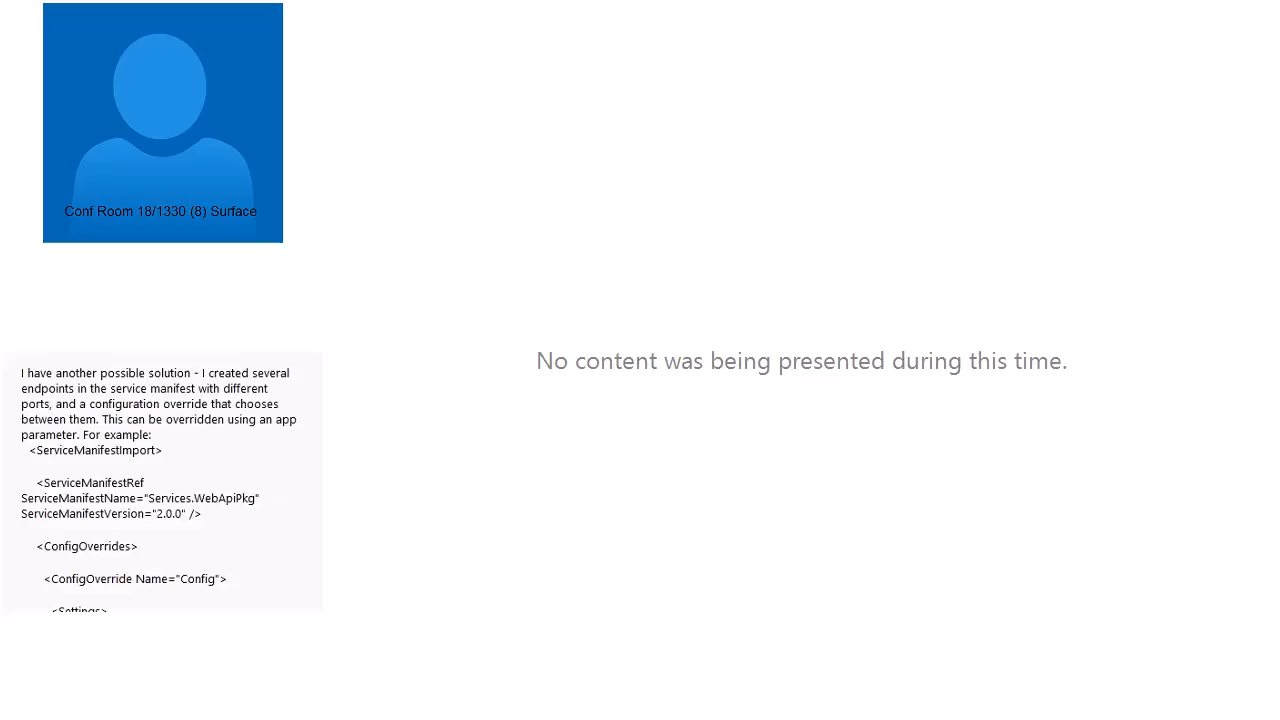 Conf Room 18/1330 (8) Surface
No content was being presented during this time.
I have another possible solution - I created several
endpoints in the service manifest with different
ports, and a configuration override that chooses
between them. This can be overridden using an app
parameter. For example:
<ServiceManifestImport>
<ServiceManifestRef
ServiceManifestName="Services.WebApiPkg"
ServiceManifestVersion="2.0.0" />
<ConfigOverrides>
<ConfigOverride Name="Config">
<Settings>